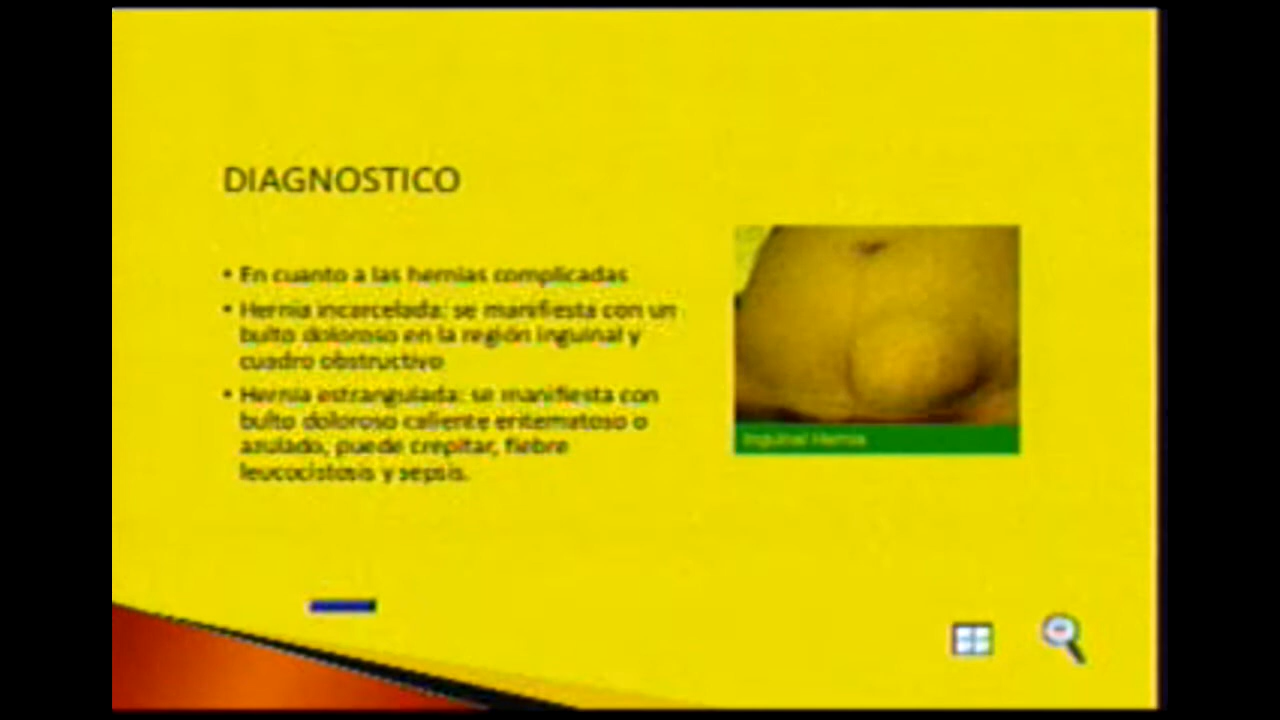 DIAGNOSTICO
• En cuanto a las hernias complicadas
• Hernia incarcelada: se manifiesta con un
bulto doloroso en la región inguinal y
cuadro obstructivo
• Hernia estrangulada: se manifiesta con
bulto doloroso caliente eritematoso o
azulado, puede crepitar, fiebre
leucocistosis y sepsis.
Inguinal Hernia